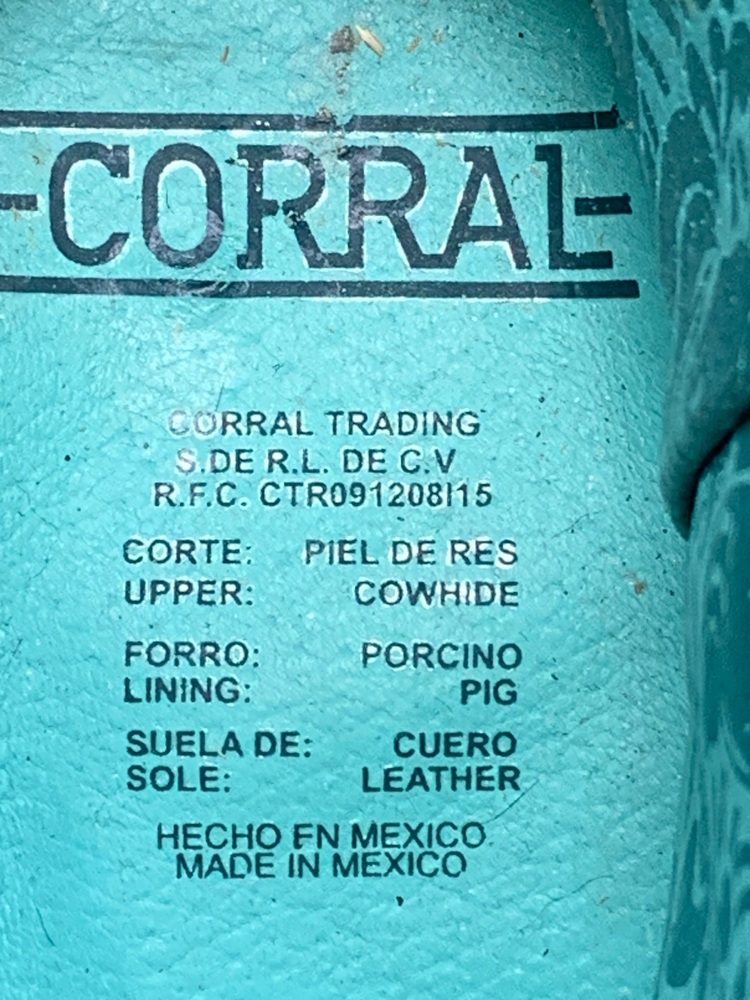 -CORRAL-
CORRAL TRADING
S.DE R.L. DE C.V
R.F.C. CTR091208I15
CORTE: PIEL DE RES
UPPER: COWHIDE
FORRO: PORCINO
LINING: PIG
SUELA DE: CUERO
SOLE: LEATHER
HECHO EN MEXICO.
MADE IN MEXICO